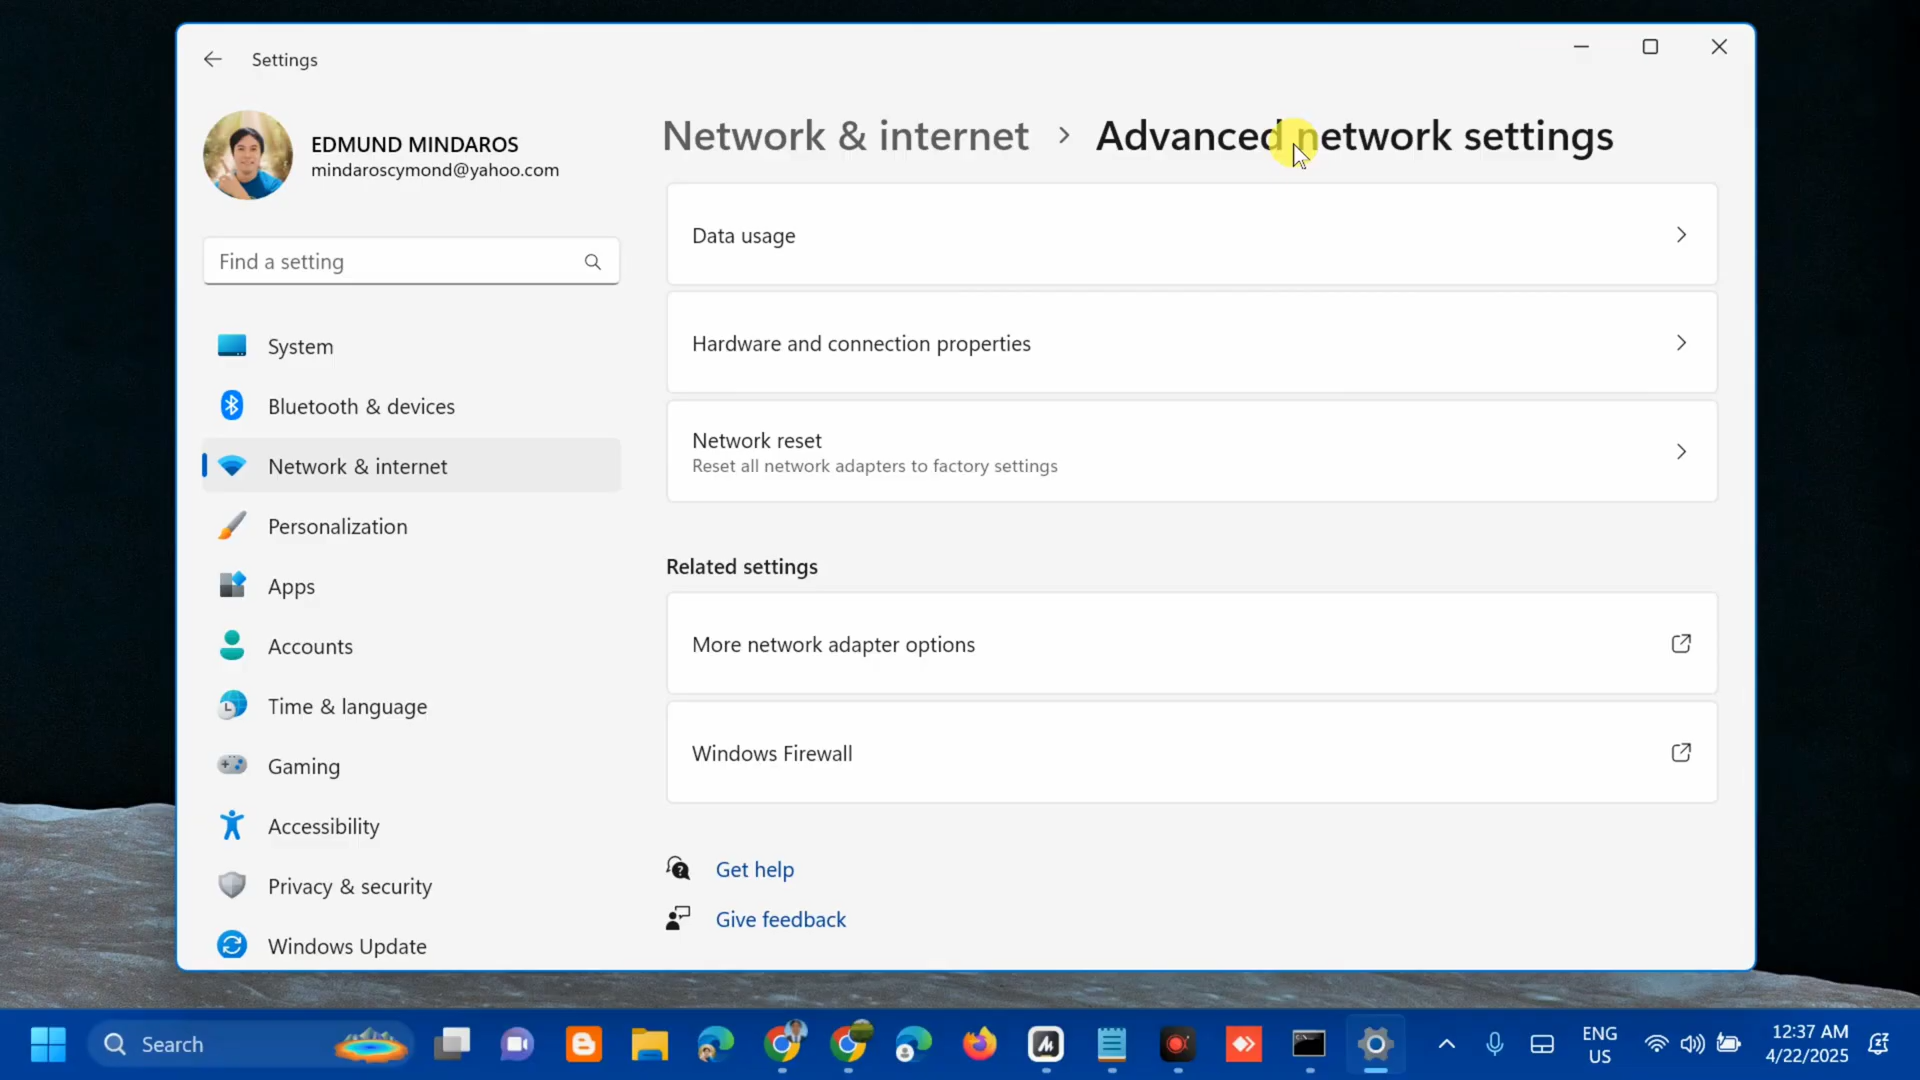 Settings
EDMUND MINDAROS
mindaroscymond@yahoo.com
Find a setting
System
Bluetooth & devices
Network & internet
Personalization
Apps
Accounts
Time & language
Gaming
Accessibility
Privacy & security
Windows Update
Network & internet > Advanced network settings
Data usage
Hardware and connection properties
Network reset
Reset all network adapters to factory settings
Related settings
More network adapter options
Windows Firewall
Get help
Give feedback
Search
ENG
US
12:37 AM
4/22/2025